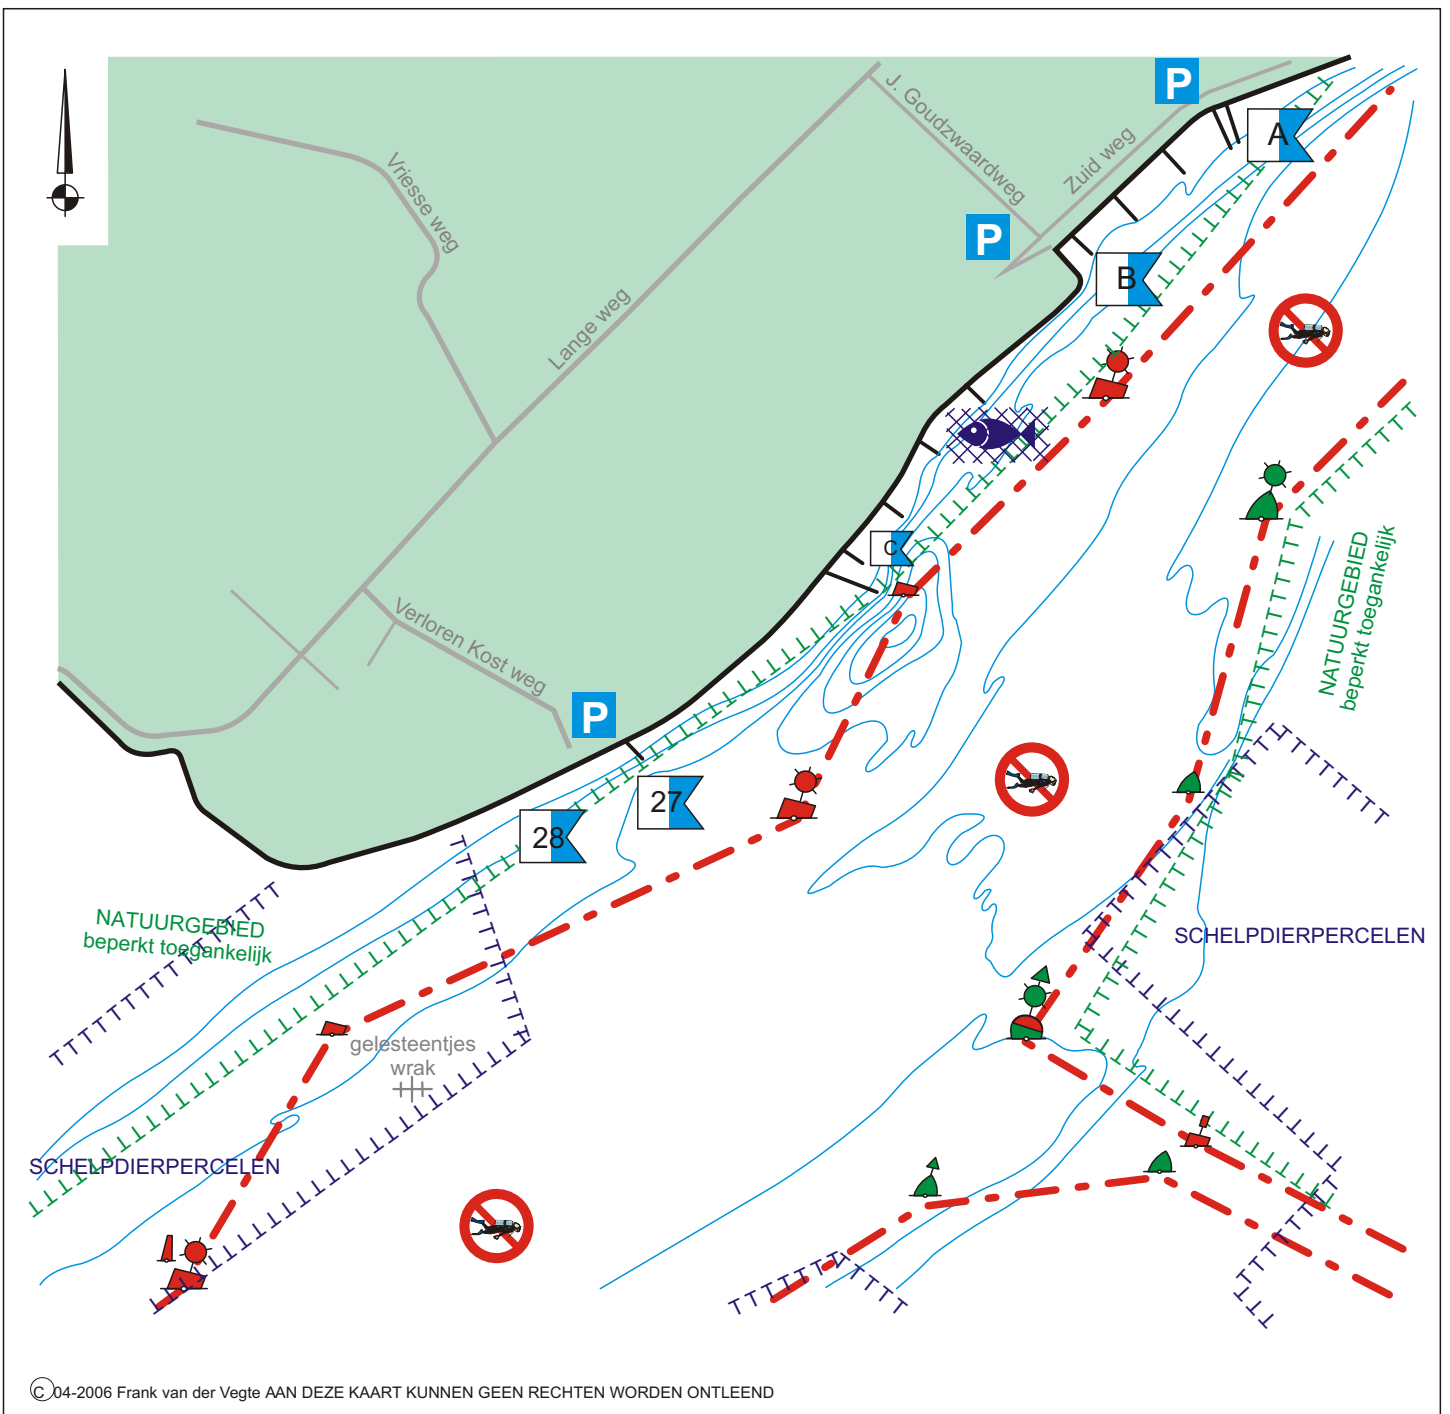 P
A
J. Goudzwaardweg
Zuid weg
Vriesse weg
P
B
Lange weg
C
NATUURGEBIED
beperkt toegankelijk
Verloren Kost weg
P
27
28
NATUURGEBIED
beperkt toegankelijk
SCHELPDIERPERCELEN
gelesteentjes
wrak
SCHELPDIERPERCELEN
© 04-2006 Frank van der Vegte AAN DEZE KAART KUNNEN GEEN RECHTEN WORDEN ONTLEEND